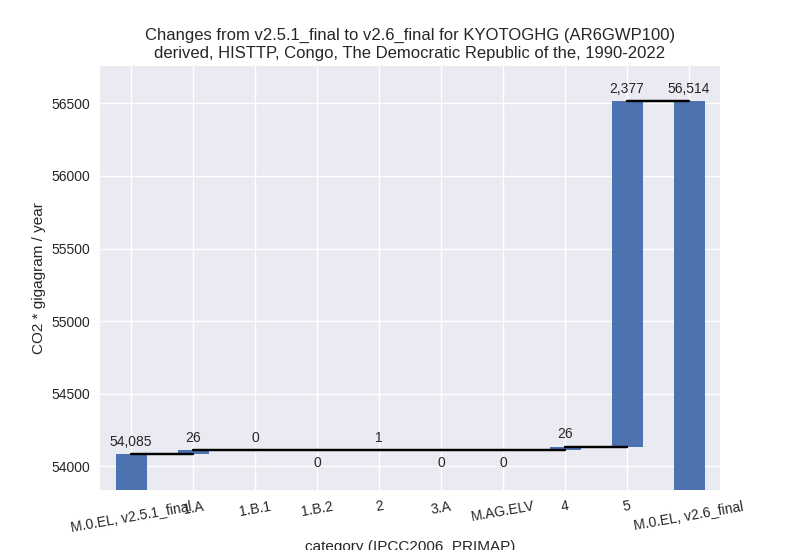 Changes from v2.5.1_final to v2.6_final for KYOTOGHG (AR6GWP100)
derived, HISTTP, Congo, The Democratic Republic of the, 1990-2022
CO2 * gigagram / year
56500
56000
55500
55000
54500
54000
54,085
26
0
0
1
0
0
26
2,377
56,514
M.0.EL, v2.5.1_final
1.A
1.B.1
1.B.2
2
3.A
M.AG.ELV
4
5
M.0.EL, v2.6_final
category (IPCC2006_PRIMAP)